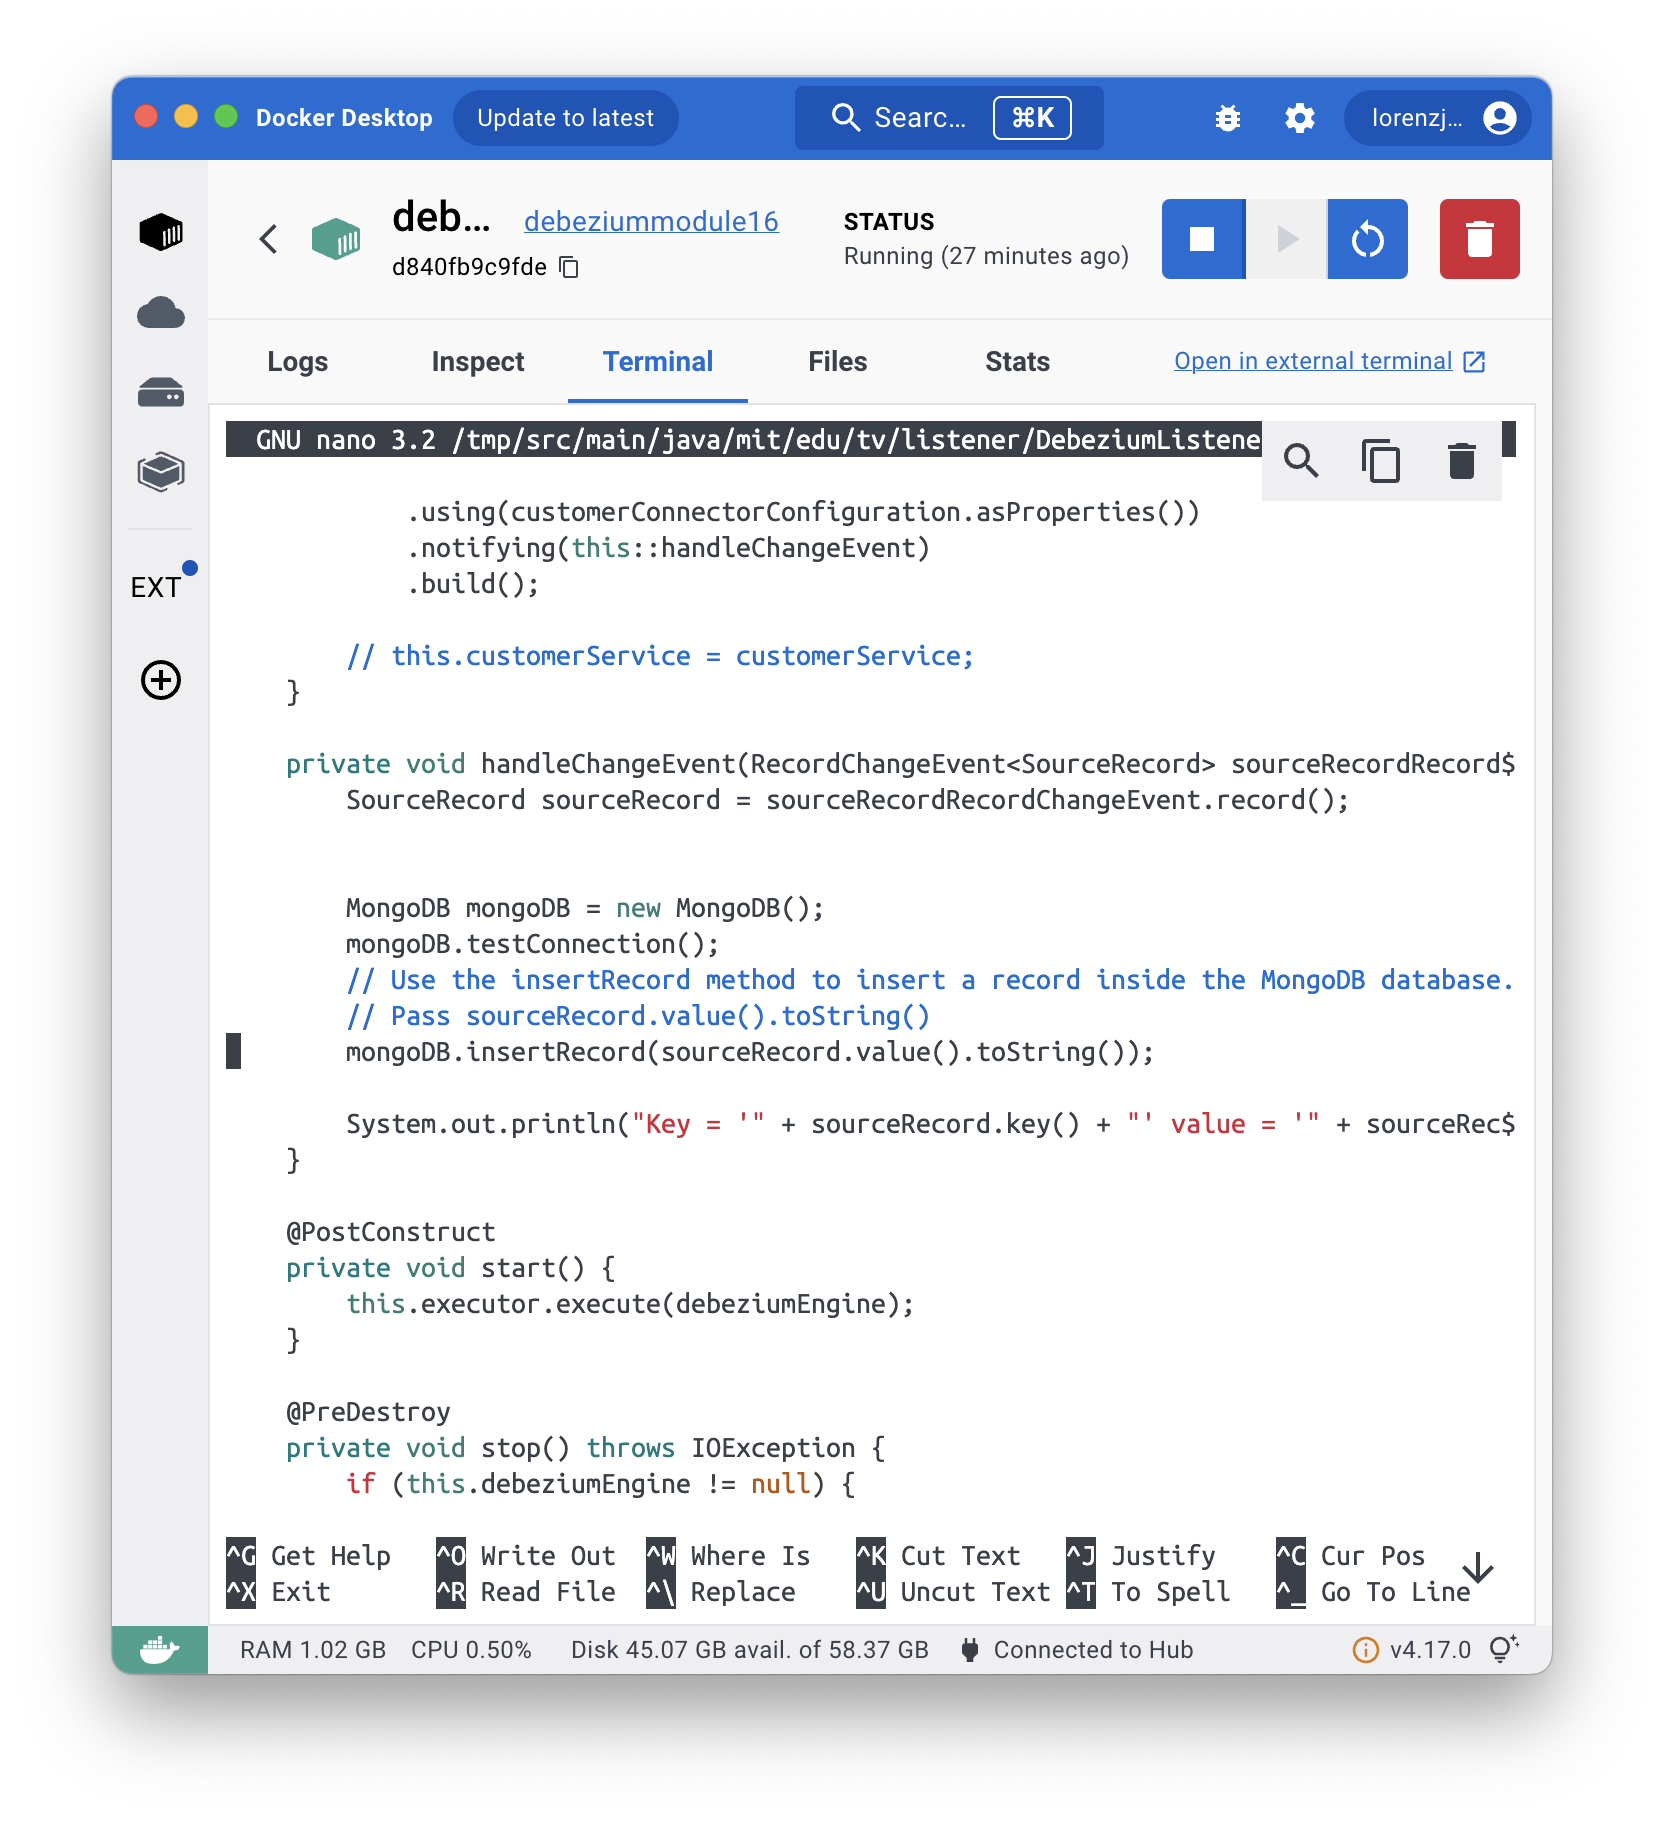 Docker Desktop Update to latest Searc... ⌘K lorenzj...
deb... debeziummodule16 STATUS
d840fb9c9fde Running (27 minutes ago)
Logs Inspect Terminal Files Stats Open in external terminal
GNU nano 3.2 /tmp/src/main/java/mit/edu/tv/listener/DebeziumListene
.using(customerConnectorConfiguration.asProperties())
.notifying(this::handleChangeEvent)
.build();
EXT
// this.customerService = customerService;
}
private void handleChangeEvent(RecordChangeEvent<SourceRecord> sourceRecordRecord$
SourceRecord sourceRecord = sourceRecordRecordChangeEvent.record();
MongoDB mongoDB = new MongoDB();
mongoDB.testConnection();
// Use the insertRecord method to insert a record inside the MongoDB database.
// Pass sourceRecord.value().toString()
mongoDB.insertRecord(sourceRecord.value().toString());
System.out.println("Key = '" + sourceRecord.key() + "' value = '" + sourceRec$
}
@PostConstruct
private void start() {
this.executor.execute(debeziumEngine);
}
@PreDestroy
private void stop() throws IOException {
if (this.debeziumEngine != null) {
^G Get Help ^O Write Out ^W Where Is ^K Cut Text ^J Justify ^C Cur Pos
^X Exit ^R Read File ^\ Replace ^U Uncut Text ^T To Spell ^_ Go To Line
RAM 1.02 GB CPU 0.50% Disk 45.07 GB avail. of 58.37 GB Connected to Hub v4.17.0